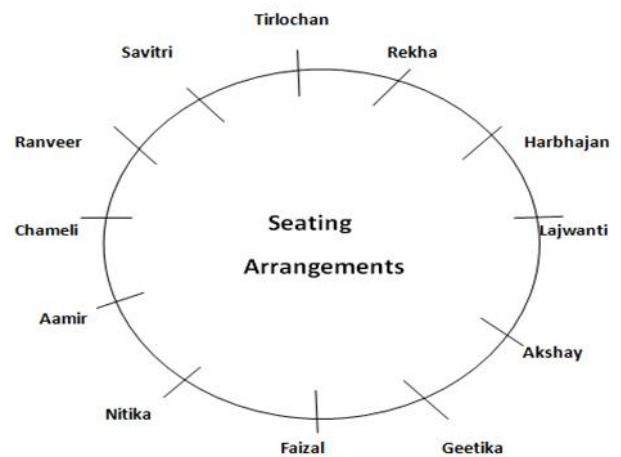 Tirlochan
Savitri
Rekha
Ranveer
Harbhajan
Chameli
Seating
Lajwanti
Arrangements
Aamir
Akshay
Nitika
Faizal
Geetika